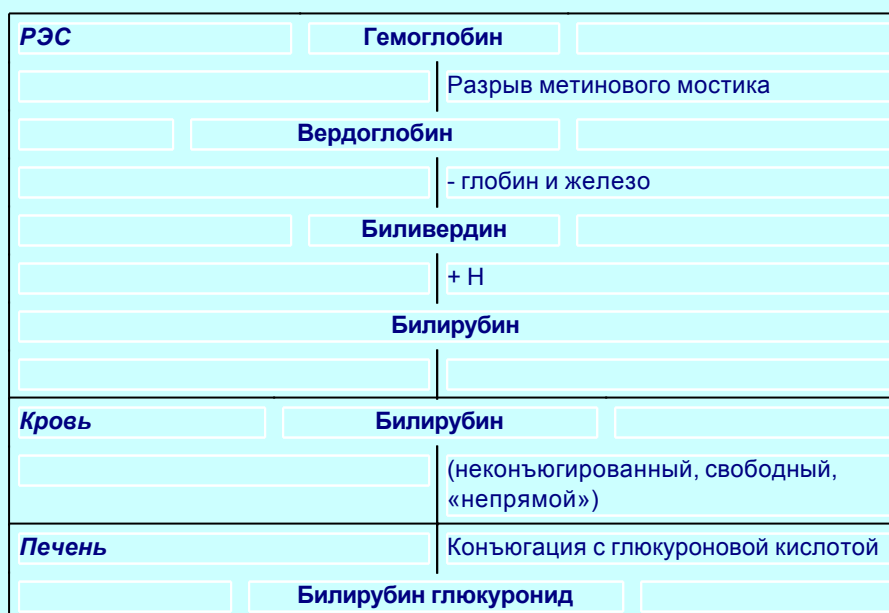 РЭС Гемоглобин
Разрыв метинового мостика
Вердоглобин
- глобин и железо
Биливердин
+ Н
Билирубин
Кровь Билирубин
(неконъюгированный, свободный,
«непрямой»)
Печень Конъюгация с глюкуроновой кислотой
Билирубин глюкуронид